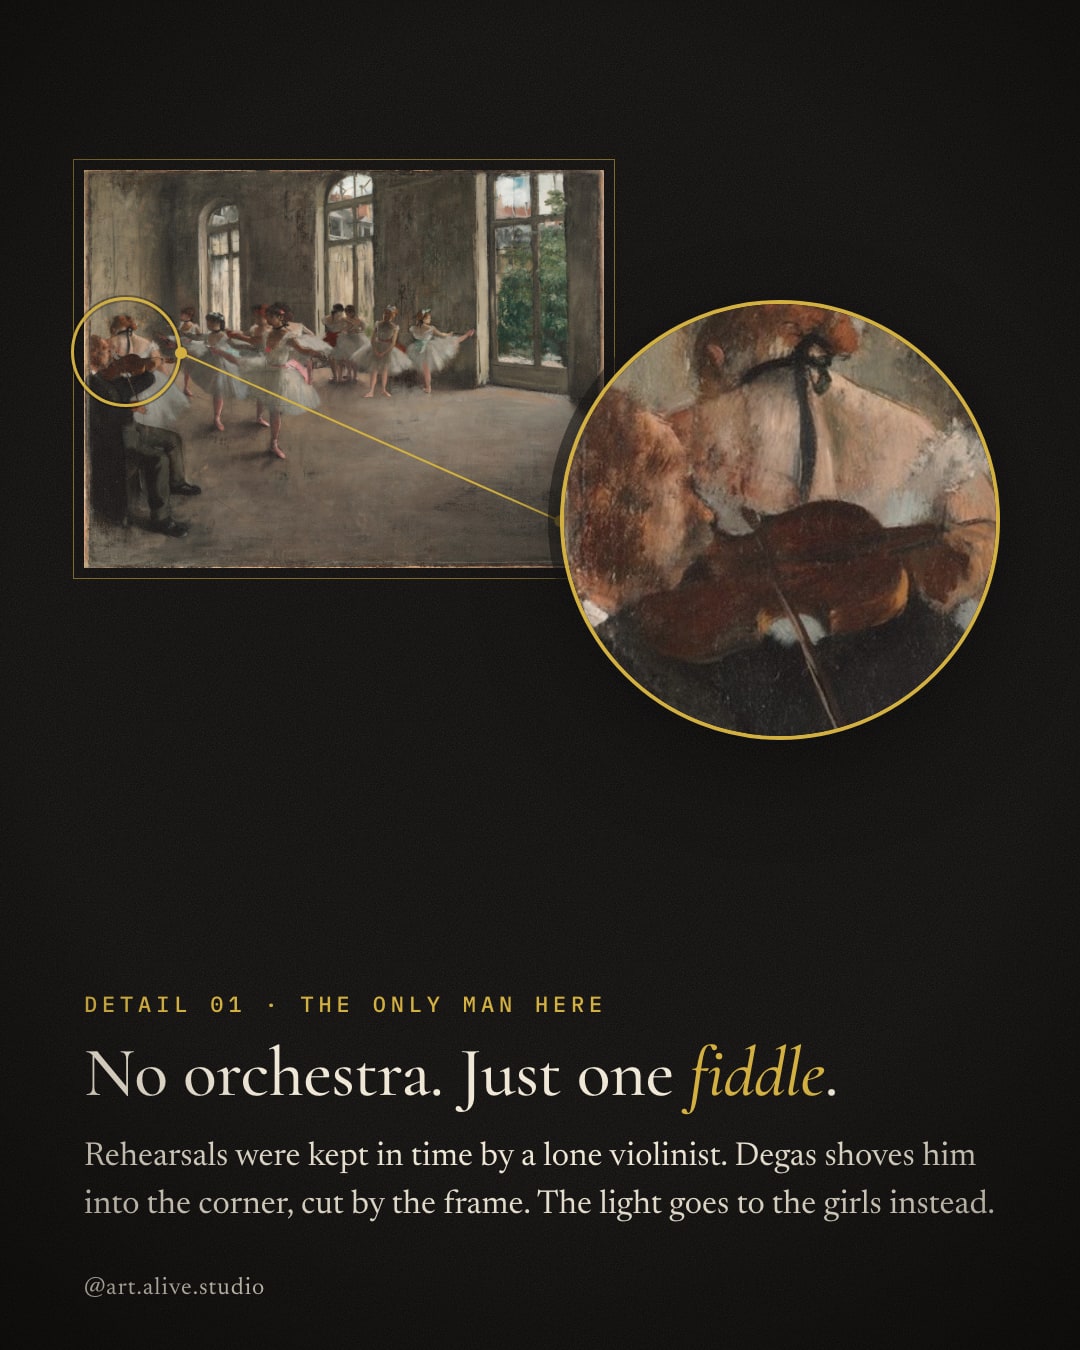 DETAIL 01 · THE ONLY MAN HERE
No orchestra. Just one fiddle.
Rehearsals were kept in time by a lone violinist. Degas shoves him
into the corner, cut by the frame. The light goes to the girls instead.
@art.alive.studio